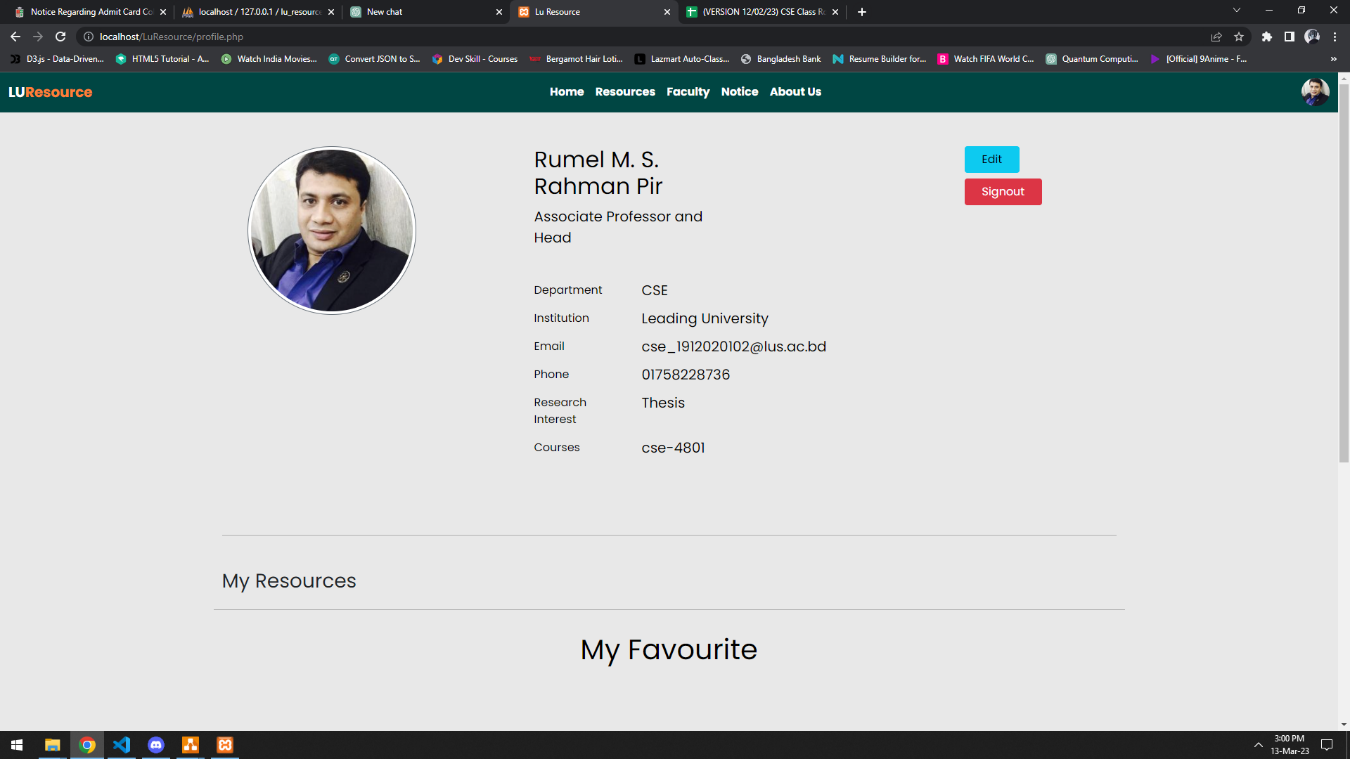 Notice Regarding Admit Card Co
localhost / 127.0.0.1 / lu_resourc
New chat
Lu Resource
(VERSION 12/02/23) CSE Class Ro
localhost/LuResource/profile.php
D3.js - Data-Driven...
HTML5 Tutorial - A...
Watch India Movies...
Convert JSON to S...
Dev Skill - Courses
Bergamot Hair Loti...
Lazmart Auto-Class...
Bangladesh Bank
Resume Builder for...
Watch FIFA World C...
Quantum Computi...
[Official] 9Anime - F...
LUResource
Home
Resources
Faculty
Notice
About Us
Rumel M. S.
Rahman Pir
Associate Professor and
Head
Edit
Signout
Department CSE
Institution Leading University
Email cse_1912020102@lus.ac.bd
Phone 01758228736
Research Thesis
Interest
Courses cse-4801
My Resources
My Favourite
3:00 PM
13-Mar-23